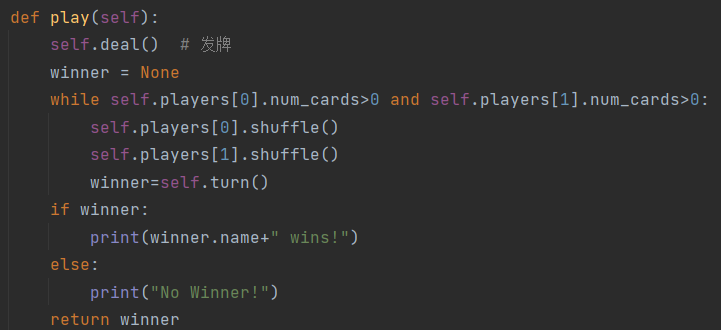 def play(self):
    self.deal()  # 发牌
    winner = None
    while self.players[0].num_cards>0 and self.players[1].num_cards>0:
        self.players[0].shuffle()
        self.players[1].shuffle()
        winner=self.turn()
    if winner:
        print(winner.name+" wins!")
    else:
        print("No Winner!")
    return winner